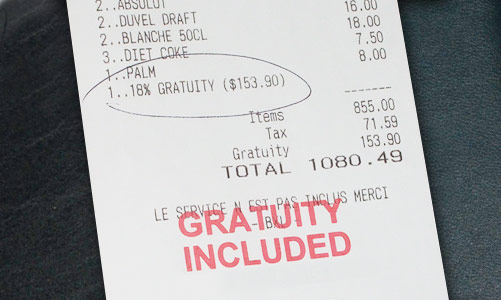 2..ABSOLUT 16.00
2..DUVEL DRAFT 18.00
2..BLANCHE 50CL 7.50
3..DIET COKE 8.00
1..PALM
1..18% GRATUITY ($153.90)
-------
Items 855.00
Tax 71.59
Gratuity 153.90
TOTAL 1080.49
LE SERVICE N EST PAS INCLUS MERCI
- BXL
GRATUITY
INCLUDED